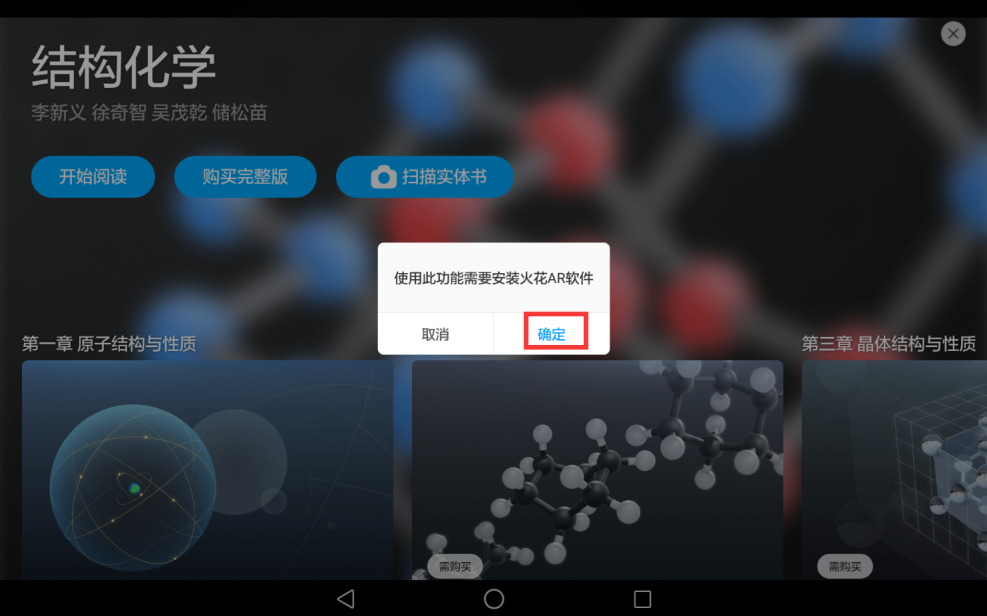 结构化学
李新义 徐奇智 吴茂乾 储松苗
开始阅读
购买完整版
扫描实体书
使用此功能需要安装火花AR软件
取消
确定
第一章 原子结构与性质
第三章 晶体结构与性质
需购买
需购买